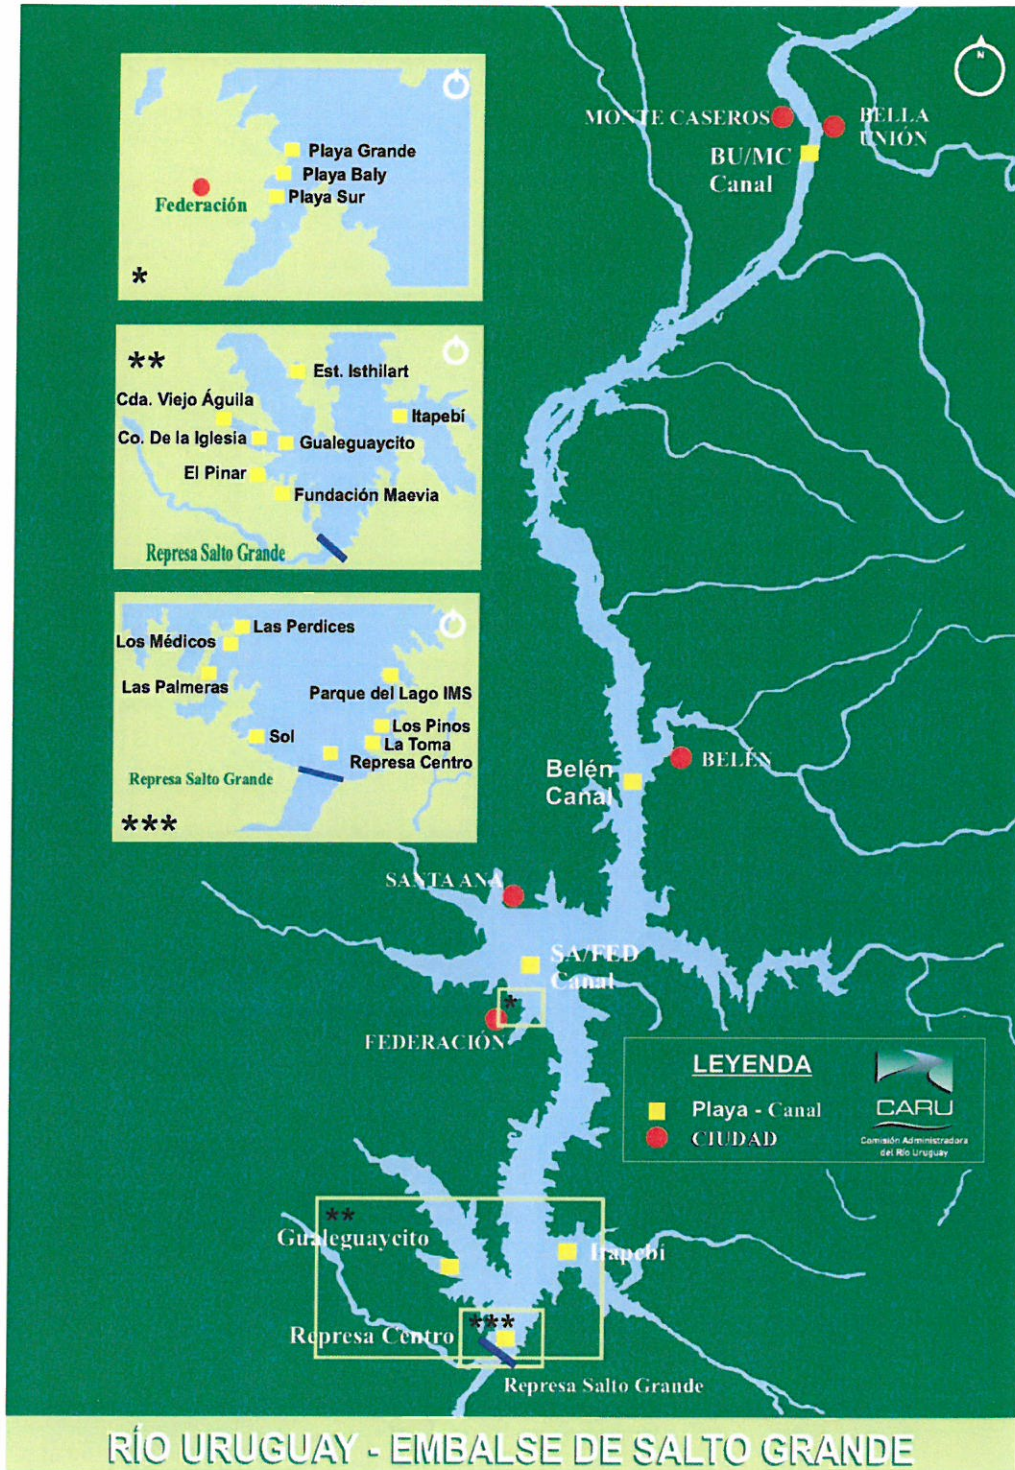 N
MONTE CASEROS
BELLA
UNIÓN
BU/MC
Canal
Playa Grande
Playa Baly
Playa Sur
Federación
*
**
Est. Isthilart
Cda. Viejo Águila
Itapebí
Co. De la Iglesia
Gualeguaycito
El Pinar
Fundación Maevia
Represa Salto Grande
Las Perdices
Los Médicos
Las Palmeras
Parque del Lago IMS
Los Pinos
Sol
La Toma
Represa Centro
Represa Salto Grande
***
Belén
Canal
BELÉN
SANTA ANA
SA/FED
Canal
*
FEDERACIÓN
LEYENDA
Playa - Canal
CIUDAD
CARU
Comisión Administradora
del Río Uruguay
**
Gualeguaycito
Itapebí
***
Represa Centro
Represa Salto Grande
RÍO URUGUAY - EMBALSE DE SALTO GRANDE